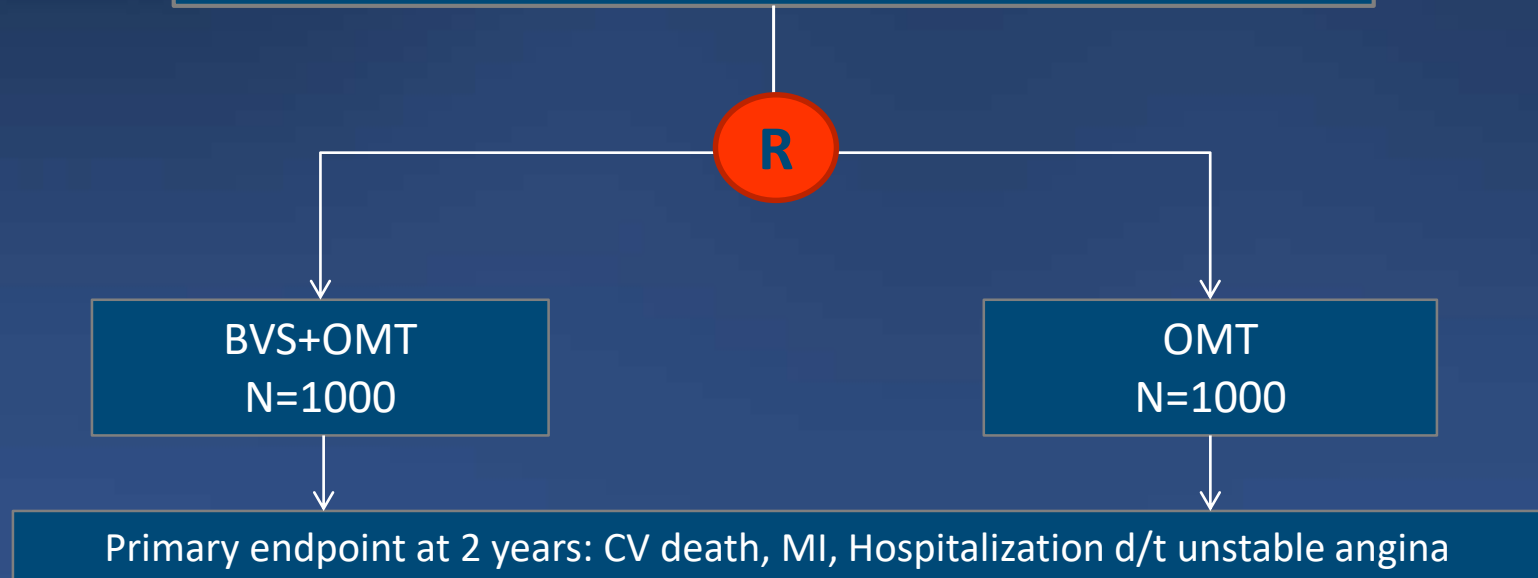 R
BVS+OMT
N=1000
OMT
N=1000
Primary endpoint at 2 years: CV death, MI, Hospitalization d/t unstable angina